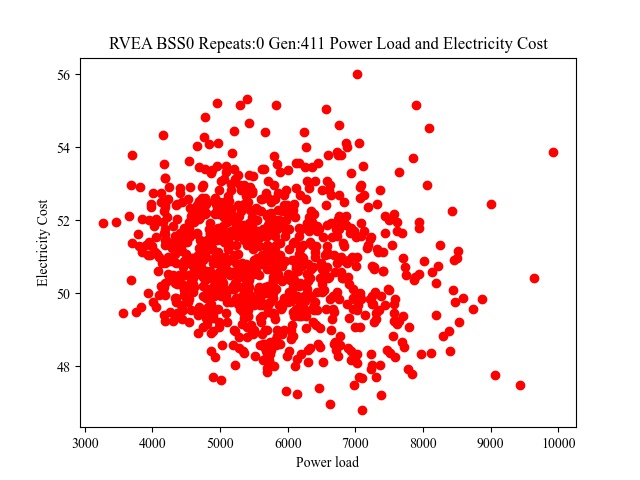 RVEA BSS0 Repeats:0 Gen:411 Power Load and Electricity Cost
56
54
52
50
48
Electricity Cost
3000 4000 5000 6000 7000 8000 9000 10000
Power load